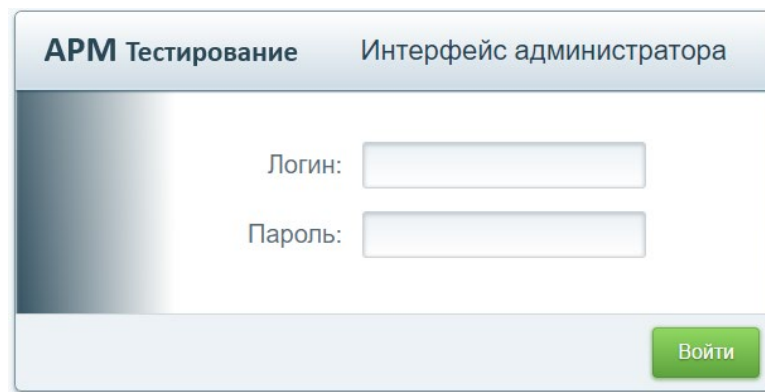 АРМ Тестирование Интерфейс администратора
Логин:
Пароль:
Войти